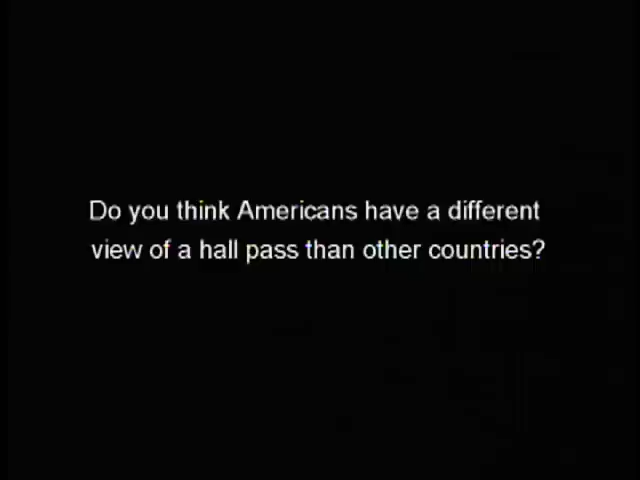 Do you think Americans have a different
view of a hall pass than other countries?